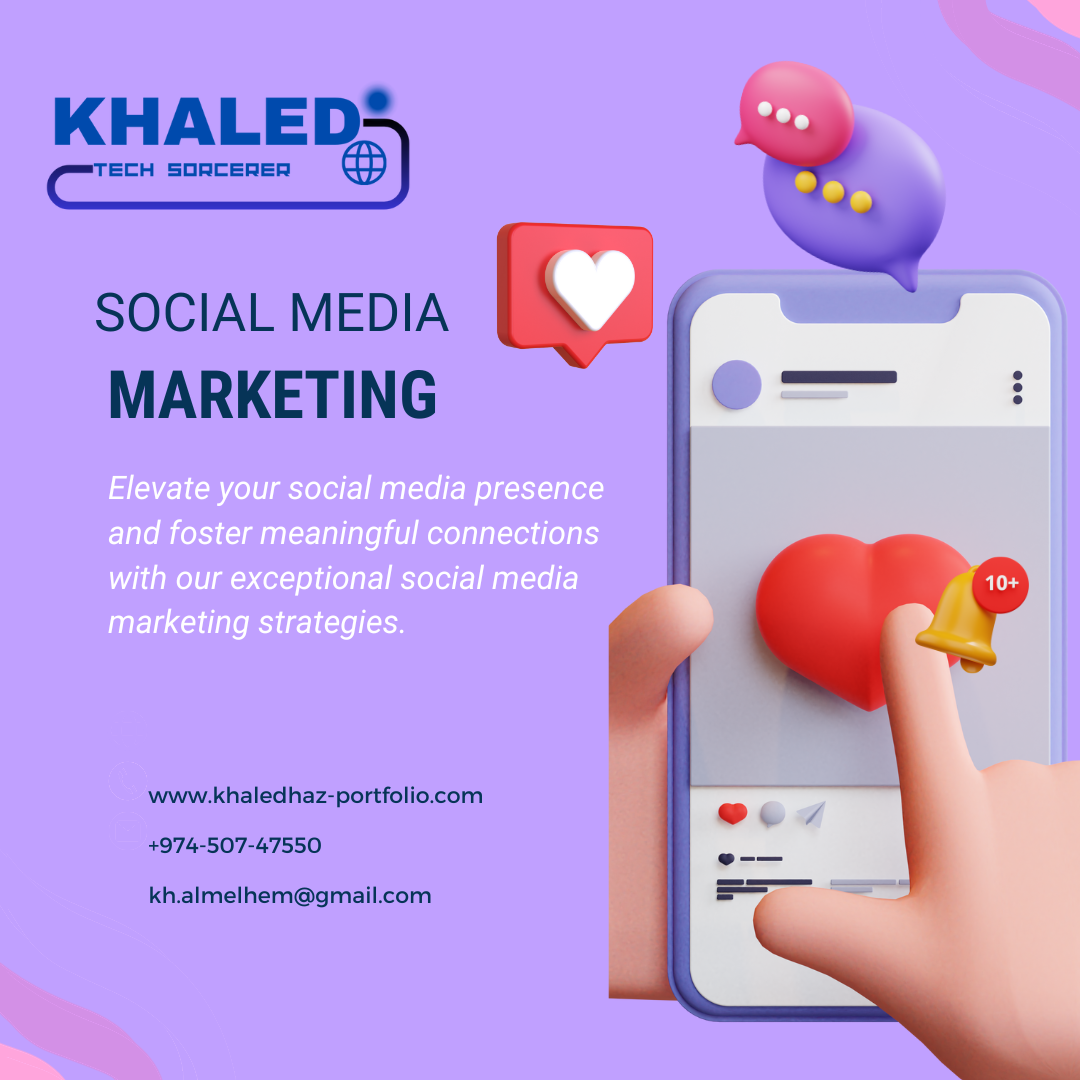 KHALED
TECH SORCERER
SOCIAL MEDIA
MARKETING
Elevate your social media presence
and foster meaningful connections
with our exceptional social media
marketing strategies.
10+
www.khaledhaz-portfolio.com
+974-507-47550
kh.almelhem@gmail.com